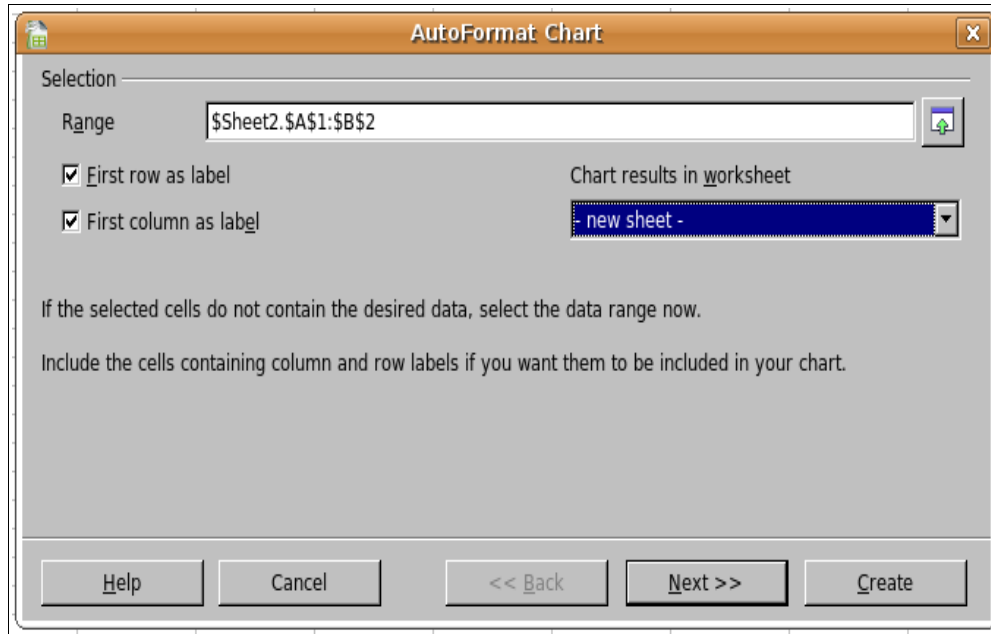 AutoFormat Chart
Selection
Range $Sheet2.$A$1:$B$2
First row as label
Chart results in worksheet
First column as label
- new sheet -
If the selected cells do not contain the desired data, select the data range now.
Include the cells containing column and row labels if you want them to be included in your chart.
Help Cancel << Back Next >> Create